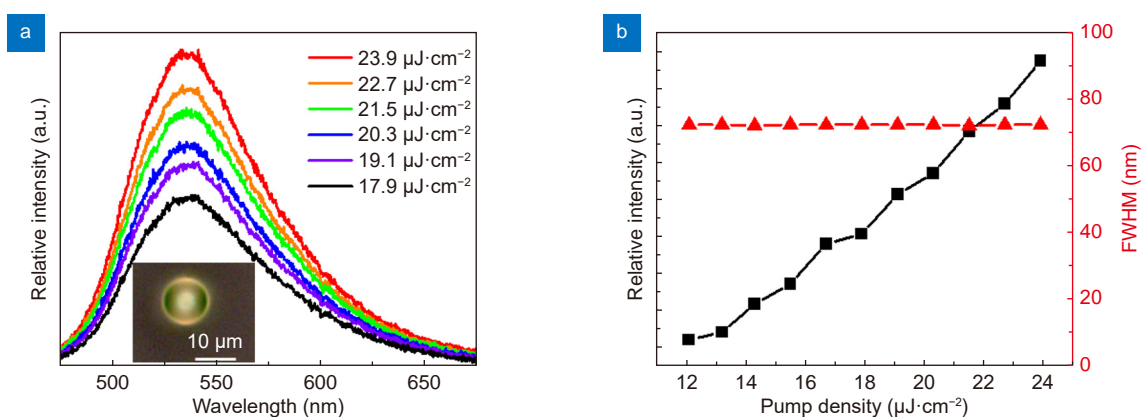 a
Relative intensity (a.u.)
23.9 μJ·cm⁻²
22.7 μJ·cm⁻²
21.5 μJ·cm⁻²
20.3 μJ·cm⁻²
19.1 μJ·cm⁻²
17.9 μJ·cm⁻²
10 μm
500 550 600 650
Wavelength (nm)
b
Relative intensity (a.u.)
100
80
60
40
20
0
FWHM (nm)
12 14 16 18 20 22 24
Pump density (μJ·cm⁻²)